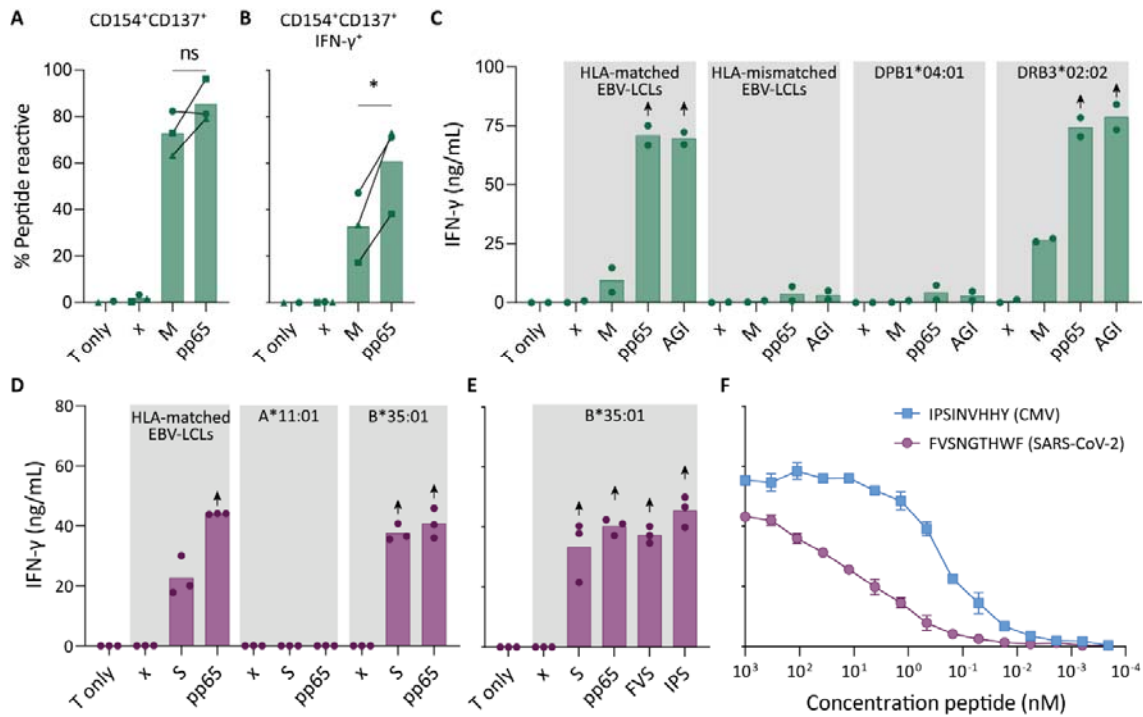 A
CD154⁺CD137⁺
ns
% Peptide reactive
100
80
60
40
20
0
T only
x
M
pp65
B
CD154⁺CD137⁺
IFN-γ⁺
*
T only
x
M
pp65
C
IFN-γ (ng/mL)
100
75
50
25
0
HLA-matched
EBV-LCLs
HLA-mismatched
EBV-LCLs
DPB1*04:01
DRB3*02:02
T only
x
M
pp65
AGI
x
M
pp65
AGI
x
M
pp65
AGI
x
M
pp65
AGI
D
IFN-γ (ng/mL)
80
60
40
20
0
HLA-matched
EBV-LCLs
A*11:01
B*35:01
T only
x
S
pp65
x
S
pp65
x
S
pp65
E
B*35:01
T only
x
S
pp65
FVS
IPS
F
IPSINVHHY (CMV)
FVSNGTHWF (SARS-CoV-2)
10³
10²
10¹
10⁰
10⁻¹
10⁻²
10⁻³
10⁻⁴
Concentration peptide (nM)